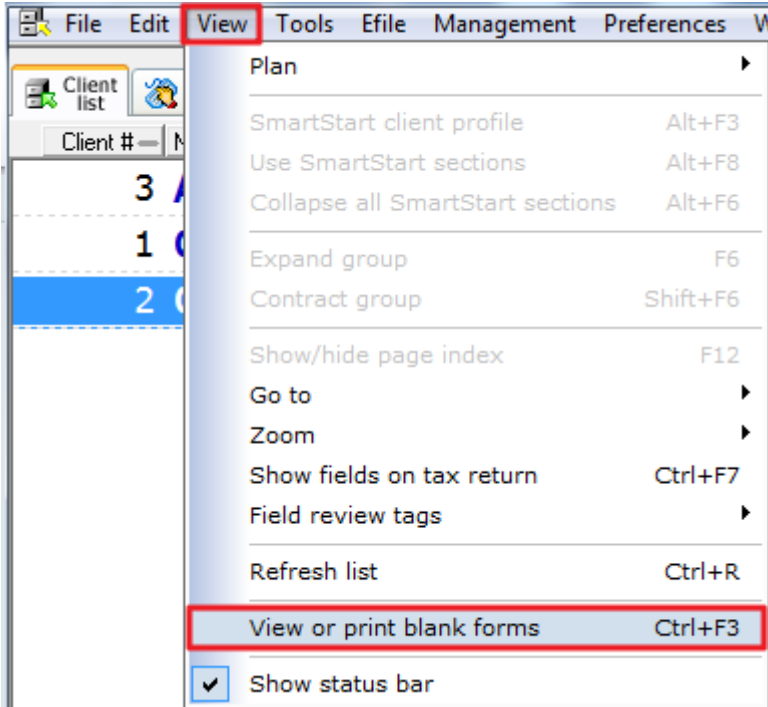 File Edit View Tools Efile Management Preferences
Plan
Client list
SmartStart client profile Alt+F3
Client #
Use SmartStart sections Alt+F8
3
Collapse all SmartStart sections Alt+F6
1
Expand group F6
2
Contract group Shift+F6
Show/hide page index F12
Go to
Zoom
Show fields on tax return Ctrl+F7
Field review tags
Refresh list Ctrl+R
View or print blank forms Ctrl+F3
Show status bar